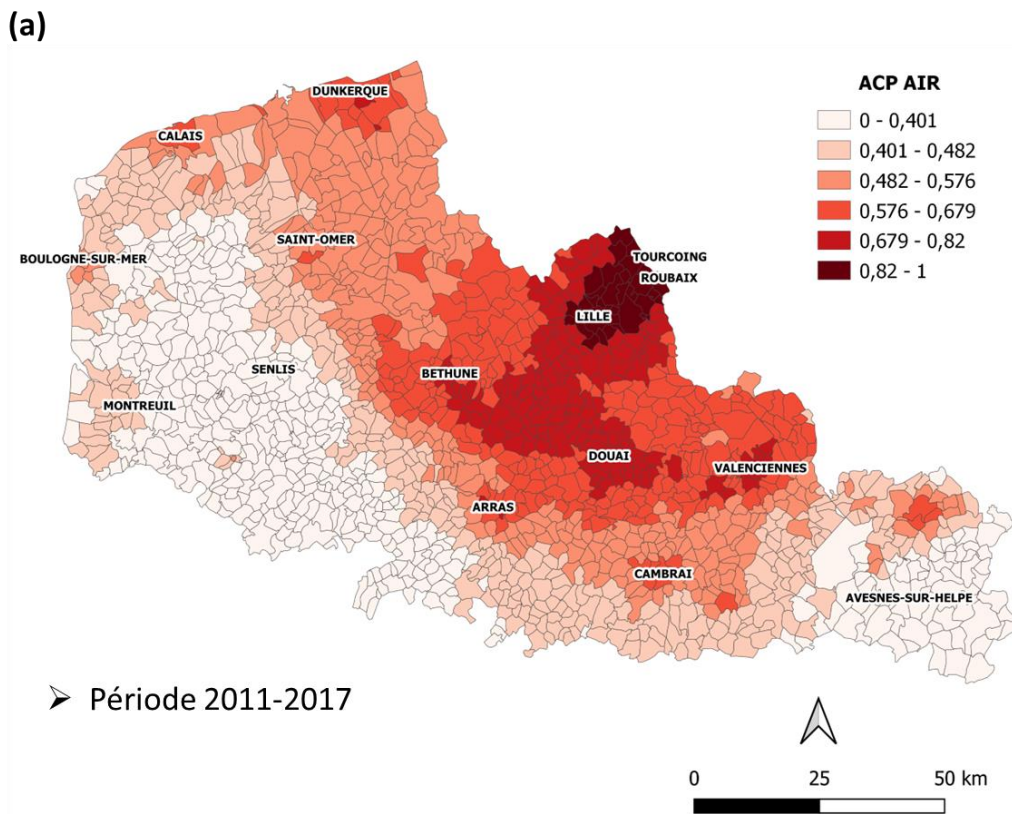 (a)
DUNKERQUE
CALAIS
SAINT-OMER
BOULOGNE-SUR-MER
TOURCOING
ROUBAIX
LILLE
SENLIS
BETHUNE
MONTREUIL
DOUAI
VALENCIENNES
ARRAS
CAMBRAI
AVESNES-SUR-HELPE
ACP AIR
0 - 0,401
0,401 - 0,482
0,482 - 0,576
0,576 - 0,679
0,679 - 0,82
0,82 - 1
➢ Période 2011-2017
0 25 50 km